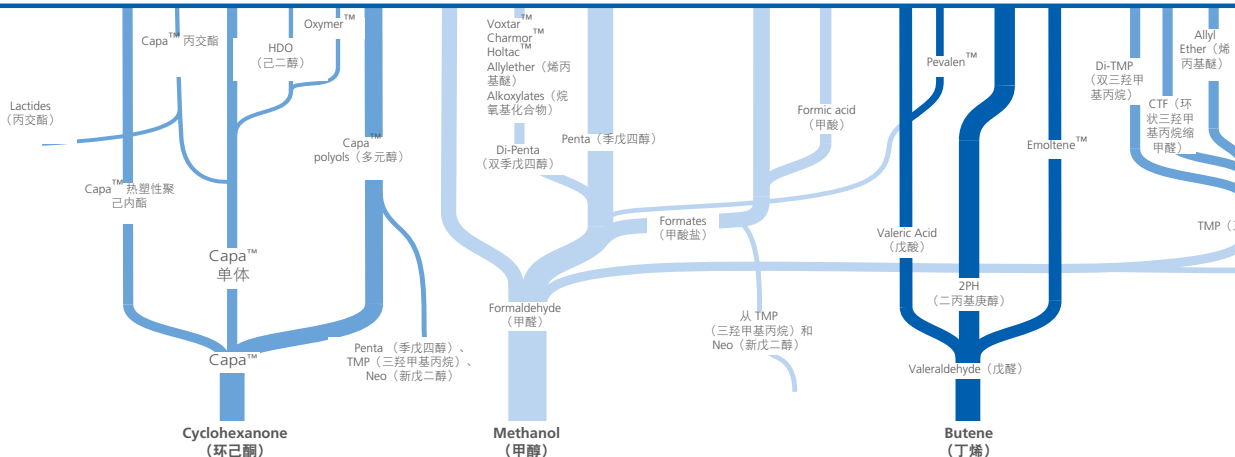 Capa™ 丙交酯
HDO
（己二醇）
Oxymer™
Lactides
（丙交酯）
Capa™
polyols（多元醇）
Capa™ 热塑性聚
己内酯
Capa™
单体
Capa™
Penta（季戊四醇）、
TMP（三羟甲基丙烷）、
Neo（新戊二醇）
Cyclohexanone
（环己酮）
Voxtar™
Charmor™
Holtac™
Allylether（烯丙
基醚）
Alkoxylates（烷
氧基化合物）
Di-Penta
（双季戊四醇）
Penta（季戊四醇）
Formic acid
（甲酸）
Formates
（甲酸盐）
Formaldehyde
（甲醛）
从 TMP
（三羟甲基丙烷）和
Neo（新戊二醇）
Methanol
（甲醇）
Pevalen™
Emoltene™
Valeric Acid
（戊酸）
2PH
（二丙基庚醇）
Valeraldehyde（戊醛）
Butene
（丁烯）
Di-TMP
（双三羟甲
基丙烷）
CTF（环
状三羟甲
基丙烷缩
甲醛）
Allyl
Ether（烯
丙基醚）
TMP（三